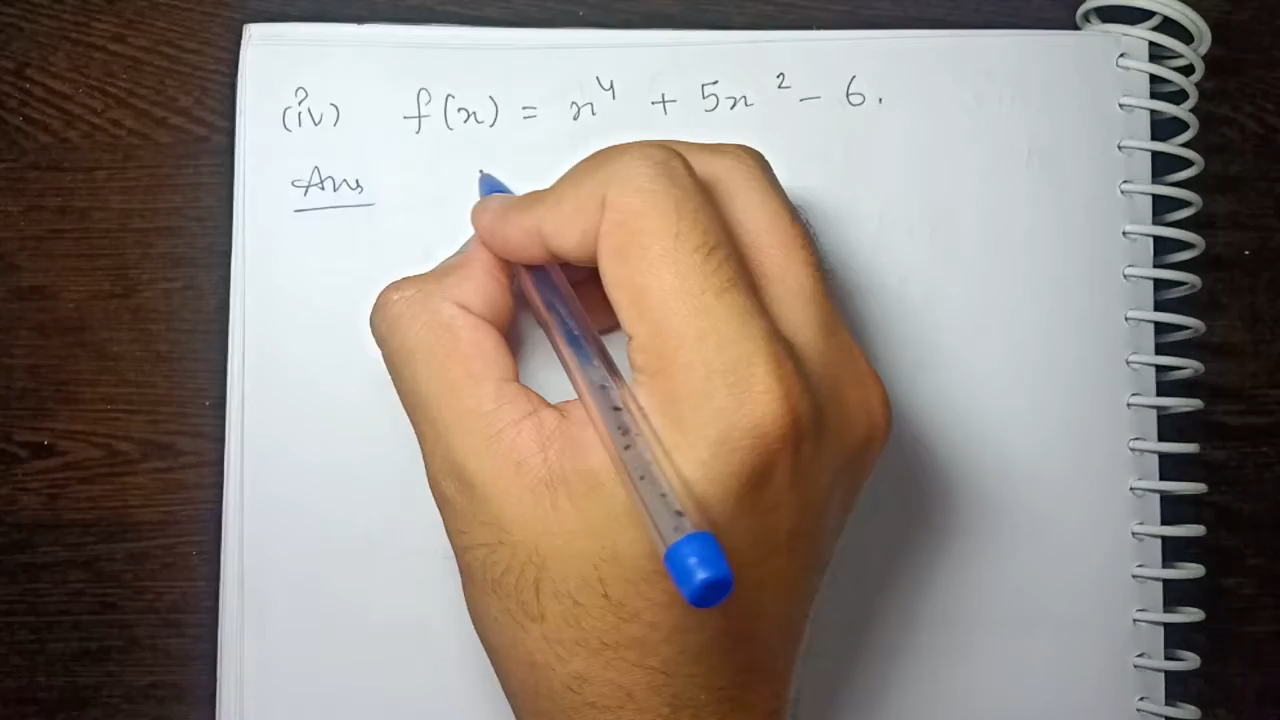 (iv) f(x) = x⁴ + 5x² - 6.
Ans